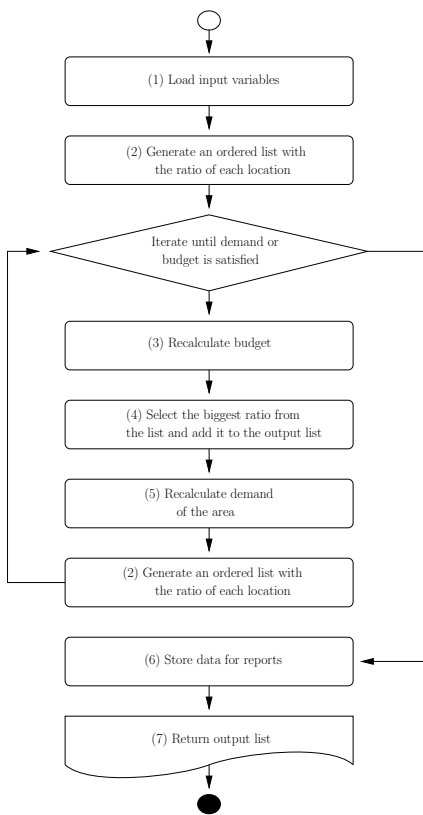 (1) Load input variables
(2) Generate an ordered list with
the ratio of each location
Iterate until demand or
budget is satisfied
(3) Recalculate budget
(4) Select the biggest ratio from
the list and add it to the output list
(5) Recalculate demand
of the area
(2) Generate an ordered list with
the ratio of each location
(6) Store data for reports
(7) Return output list